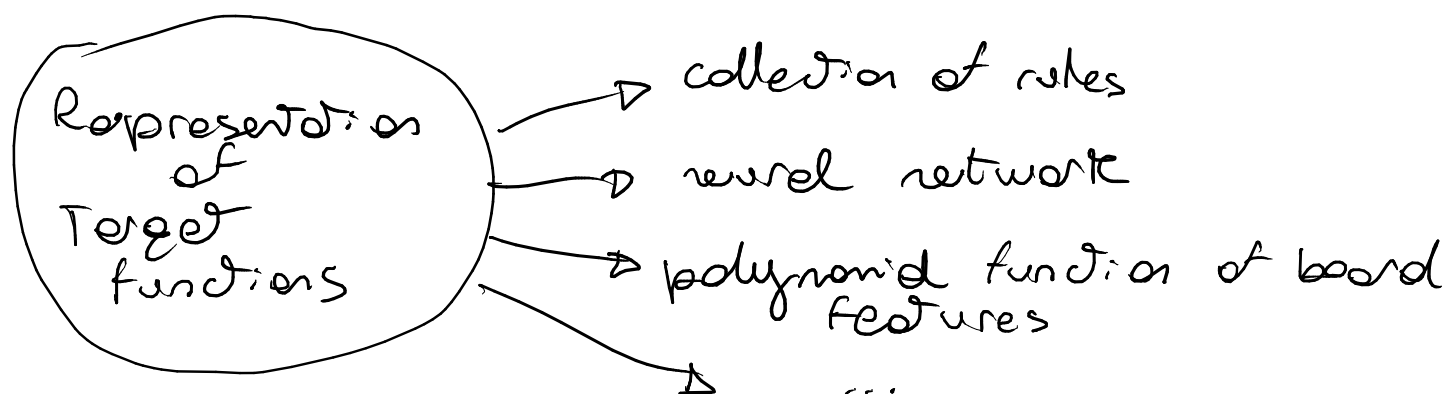 Representation
of
Target
functions
collection of rules
neural network
polynomial function of board
features